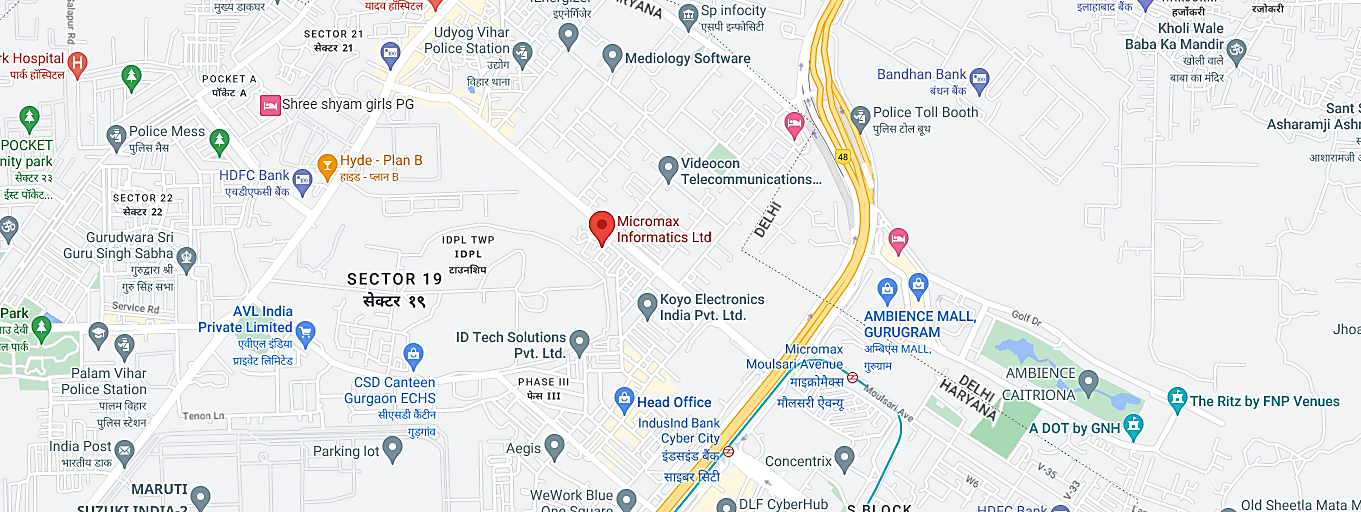 मुख्य डाकघर
यादव हॉस्पिटल
इएनेर्गिजेर
HARYANA
Sp infocity
एसपी इन्फोसिटी
इलाहाबाद बैंक
हजॉकरी
रजोकरी
Kholi Wale
Baba Ka Mandir
खोली वाले
बाबा का मंदिर
SECTOR 21
सेक्टर 21
Udyog Vihar
Police Station
उद्योग
विहार थाना
Mediology Software
rk Hospital
पार्क हॉस्पिटल
POCKET A
पॉकेट A
Shree shyam girls PG
Bandhan Bank
बंधन बैंक
Police Toll Booth
पुलिस टोल बूथ
Sant S
Asharamji Ashr
आशारामजी
Police Mess
पुलिस मैस
POCKET
nity park
सेक्टर २३
ईस्ट पॉकेट...
HDFC Bank
एचडीएफसी बैंक
Hyde - Plan B
हाइड - प्लान B
Videocon
Telecommunications...
48
DELHI
SECTOR 22
सेक्टर 22
Micromax
Informatics Ltd
Gurudwara Sri
Guru Singh Sabha
गुरुद्वारा श्री
गुरु सिंह सभा
IDPL TWP
IDPL
टाउनशिप
SECTOR 19
सेक्टर १९
Koyo Electronics
India Pvt. Ltd.
AMBIENCE MALL,
GURUGRAM
अम्बिएंस MALL,
गुरुग्राम
Golf Dr
Service Rd
Park
AVL India
Private Limited
एवीएल इंडिया
प्राइवेट लिमिटेड
ID Tech Solutions
Pvt. Ltd.
Micromax
Moulsari Avenue
माइक्रोमैक्स
मौलसरी ऐवन्यू
Moulsari Ave
DELHI
HARYANA
AMBIENCE
CAITRIONA
Palam Vihar
Police Station
पालम विहार
पुलिस स्टेशन
CSD Canteen
Gurgaon ECHS
सीएसडी कैंटीन
गुड़गांव
PHASE III
फेस III
Head Office
The Ritz by FNP Venues
A DOT by GNH
Tenon Ln
IndusInd Bank
Cyber City
इंडसइंड बैंक
साइबर सिटी
India Post
भारतीय डाक
Parking lot
Aegis
Concentrix
V-35
V-33
W6
MARUTI
SUZUKI INDIA-2
WeWork Blue
One Square
DLF CyberHub
S BLOCK
HDFC Bank
Old Sheetla Mata M